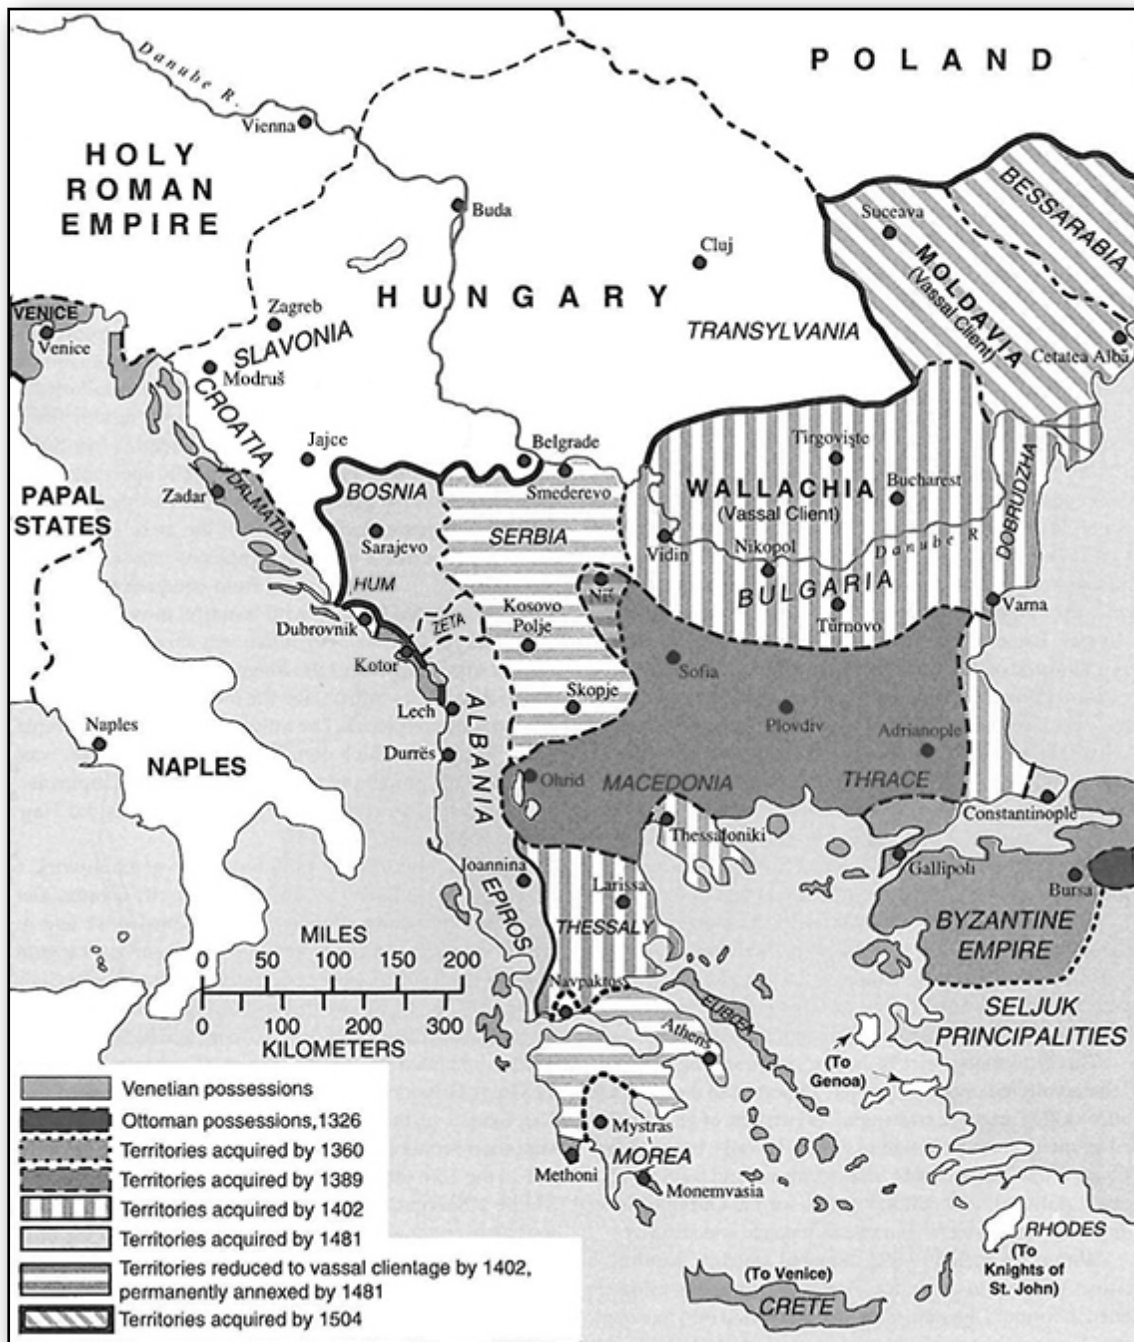 POLAND
Danube R.
Vienna
HOLY
ROMAN
EMPIRE
BESSARABIA
Suceava
Buda
Cluj
MOLDAVIA
(Vassal Client)
HUNGARY
VENICE
Zagreb
Venice
SLAVONIA
TRANSYLVANIA
Cetatea Albă
Modruš
CROATIA
Jajce
Belgrade
Tirgovişte
PAPAL
STATES
Zadar
DALMATIA
BOSNIA
Smederevo
WALLACHIA
(Vassal Client)
Bucharest
DOBRUDZHA
Sarajevo
SERBIA
Vidin
Nikopol
Danube R
HUM
Niš
BULGARIA
Dubrovnik
ZETA
Kosovo
Polje
Varna
Tŭrnovo
Kotor
Sofia
Lech
Skopje
Plovdiv
Naples
Adrianople
NAPLES
Durrës
ALBANIA
Ohrid
MACEDONIA
THRACE
Constantinople
Thessaloniki
Ioannina
Gallipoli
Bursa
EPIROS
Larissa
THESSALY
BYZANTINE
EMPIRE
MILES
0 50 100 150 200
0 100 200 300
KILOMETERS
Navpaktos
EUBOEA
SELJUK
PRINCIPALITIES
Athens
(To
Genoa)
Mystras
MOREA
Methoni
Monemvasia
RHODES
(To
Knights of
St. John)
(To Venice)
CRETE
Venetian possessions
Ottoman possessions,1326
Territories acquired by 1360
Territories acquired by 1389
Territories acquired by 1402
Territories acquired by 1481
Territories reduced to vassal clientage by 1402,
permanently annexed by 1481
Territories acquired by 1504